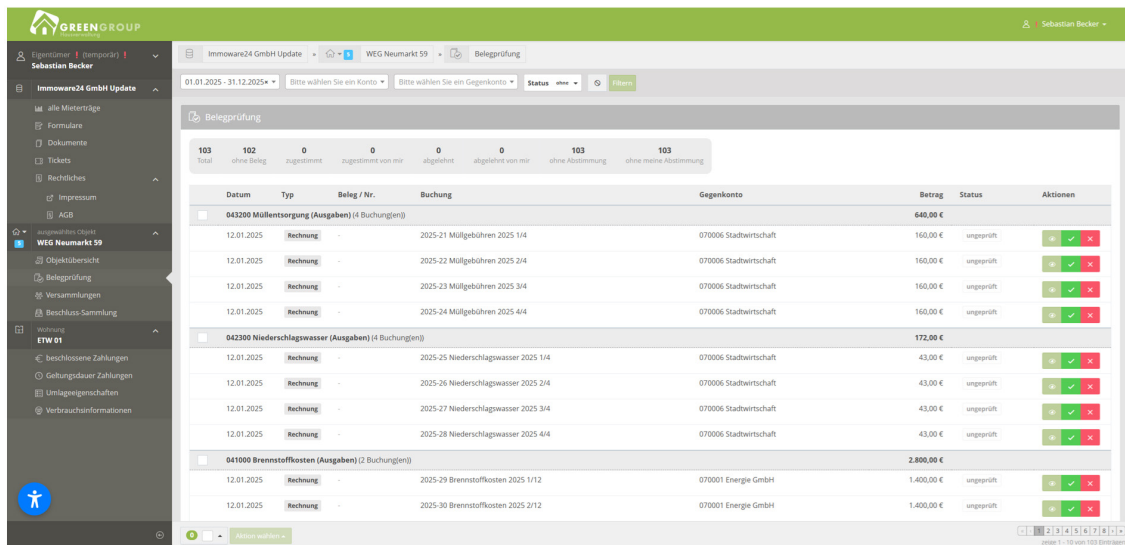 GREENGROUP
Hausverwaltung
Sebastian Becker
Eigentümer ! (temporär) !
Sebastian Becker
Immoware24 GmbH Update
alle Mieterträge
Formulare
Dokumente
Tickets
Rechtliches
Impressum
AGB
ausgewähltes Objekt
WEG Neumarkt 59
Objektübersicht
Belegprüfung
Versammlungen
Beschluss-Sammlung
Wohnung
ETW 01
beschlossene Zahlungen
Geltungsdauer Zahlungen
Umlageeigenschaften
Verbrauchsinformationen
Immoware24 GmbH Update » 5 WEG Neumarkt 59 » Belegprüfung
01.01.2025 - 31.12.2025× Bitte wählen Sie ein Konto Bitte wählen Sie ein Gegenkonto Status ohne Filtern
Belegprüfung
103 102 0 0 0 0 103 103
Total ohne Beleg zugestimmt zugestimmt von mir abgelehnt abgelehnt von mir ohne Abstimmung ohne meine Abstimmung
Datum Typ Beleg / Nr. Buchung Gegenkonto Betrag Status Aktionen
043200 Müllentsorgung (Ausgaben) (4 Buchung(en)) 640,00 €
12.01.2025 Rechnung - 2025-21 Müllgebühren 2025 1/4 070006 Stadtwirtschaft 160,00 € ungeprüft
12.01.2025 Rechnung - 2025-22 Müllgebühren 2025 2/4 070006 Stadtwirtschaft 160,00 € ungeprüft
12.01.2025 Rechnung - 2025-23 Müllgebühren 2025 3/4 070006 Stadtwirtschaft 160,00 € ungeprüft
12.01.2025 Rechnung - 2025-24 Müllgebühren 2025 4/4 070006 Stadtwirtschaft 160,00 € ungeprüft
042300 Niederschlagswasser (Ausgaben) (4 Buchung(en)) 172,00 €
12.01.2025 Rechnung - 2025-25 Niederschlagswasser 2025 1/4 070006 Stadtwirtschaft 43,00 € ungeprüft
12.01.2025 Rechnung - 2025-26 Niederschlagswasser 2025 2/4 070006 Stadtwirtschaft 43,00 € ungeprüft
12.01.2025 Rechnung - 2025-27 Niederschlagswasser 2025 3/4 070006 Stadtwirtschaft 43,00 € ungeprüft
12.01.2025 Rechnung - 2025-28 Niederschlagswasser 2025 4/4 070006 Stadtwirtschaft 43,00 € ungeprüft
041000 Brennstoffkosten (Ausgaben) (2 Buchung(en)) 2.800,00 €
12.01.2025 Rechnung - 2025-29 Brennstoffkosten 2025 1/12 070001 Energie GmbH 1.400,00 € ungeprüft
12.01.2025 Rechnung - 2025-30 Brennstoffkosten 2025 2/12 070001 Energie GmbH 1.400,00 € ungeprüft
0 Aktion wählen
« ‹ 1 2 3 4 5 6 7 8 › »
zeige 1 - 10 von 103 Einträgen